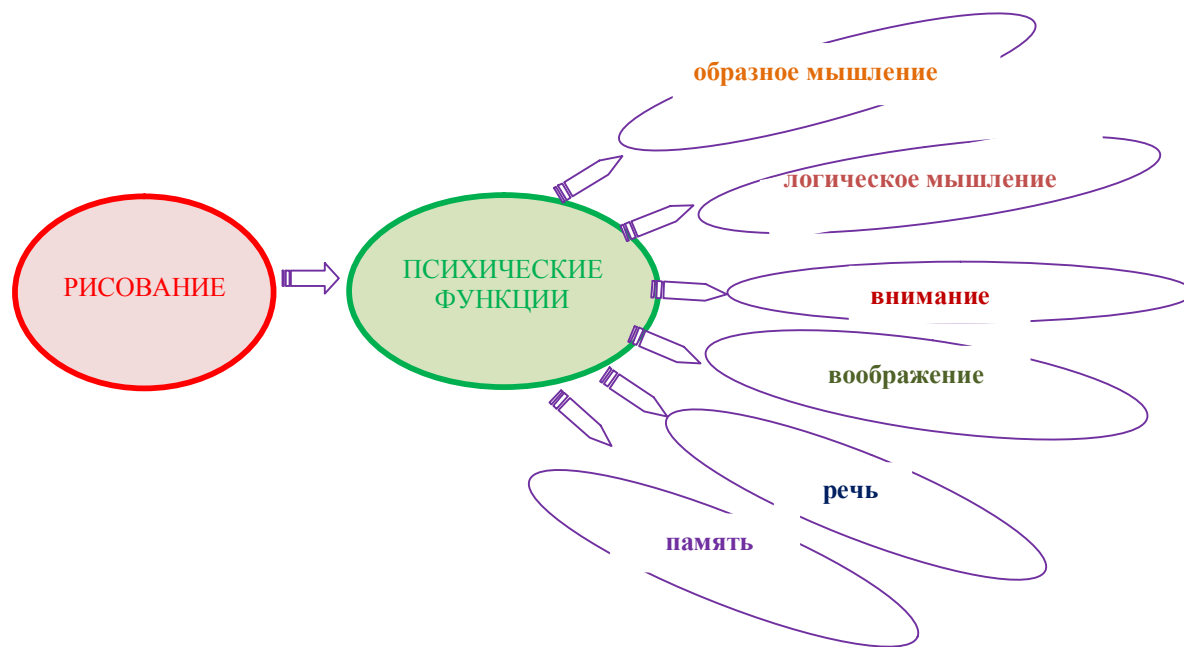 образное мышление
логическое мышление
РИСОВАНИЕ
ПСИХИЧЕСКИЕ
ФУНКЦИИ
внимание
воображение
речь
память